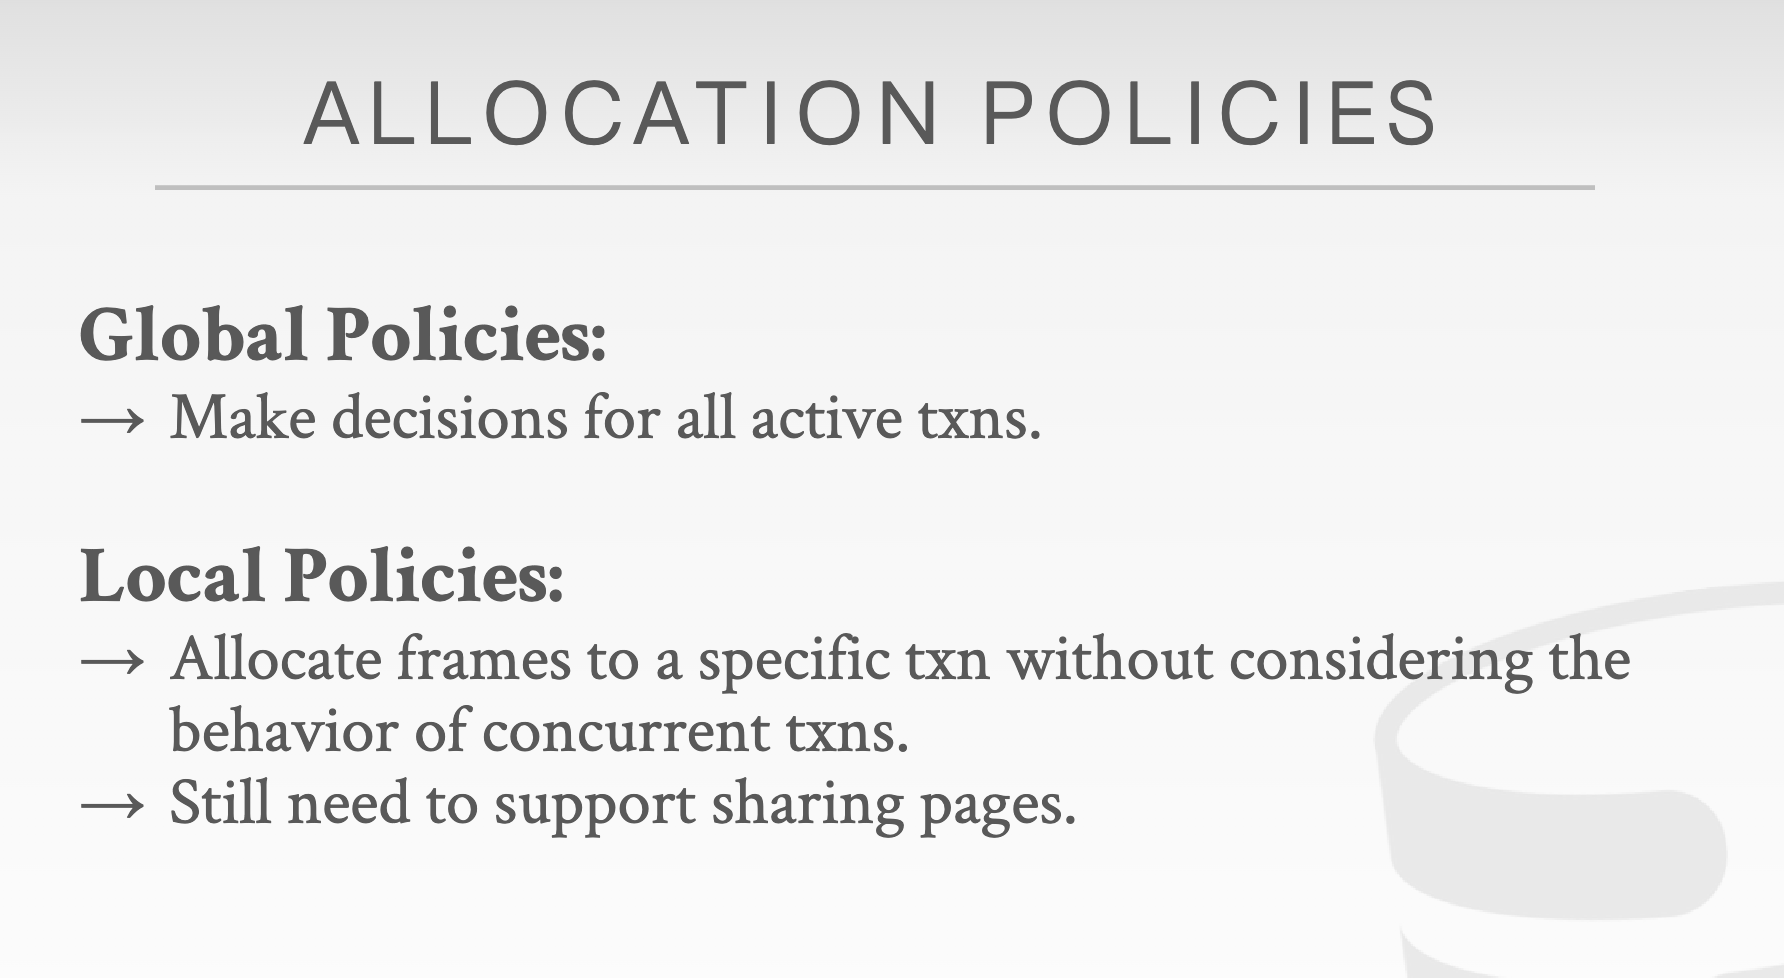 ALLOCATION POLICIES
Global Policies:
→ Make decisions for all active txns.
Local Policies:
→ Allocate frames to a specific txn without considering the
behavior of concurrent txns.
→ Still need to support sharing pages.